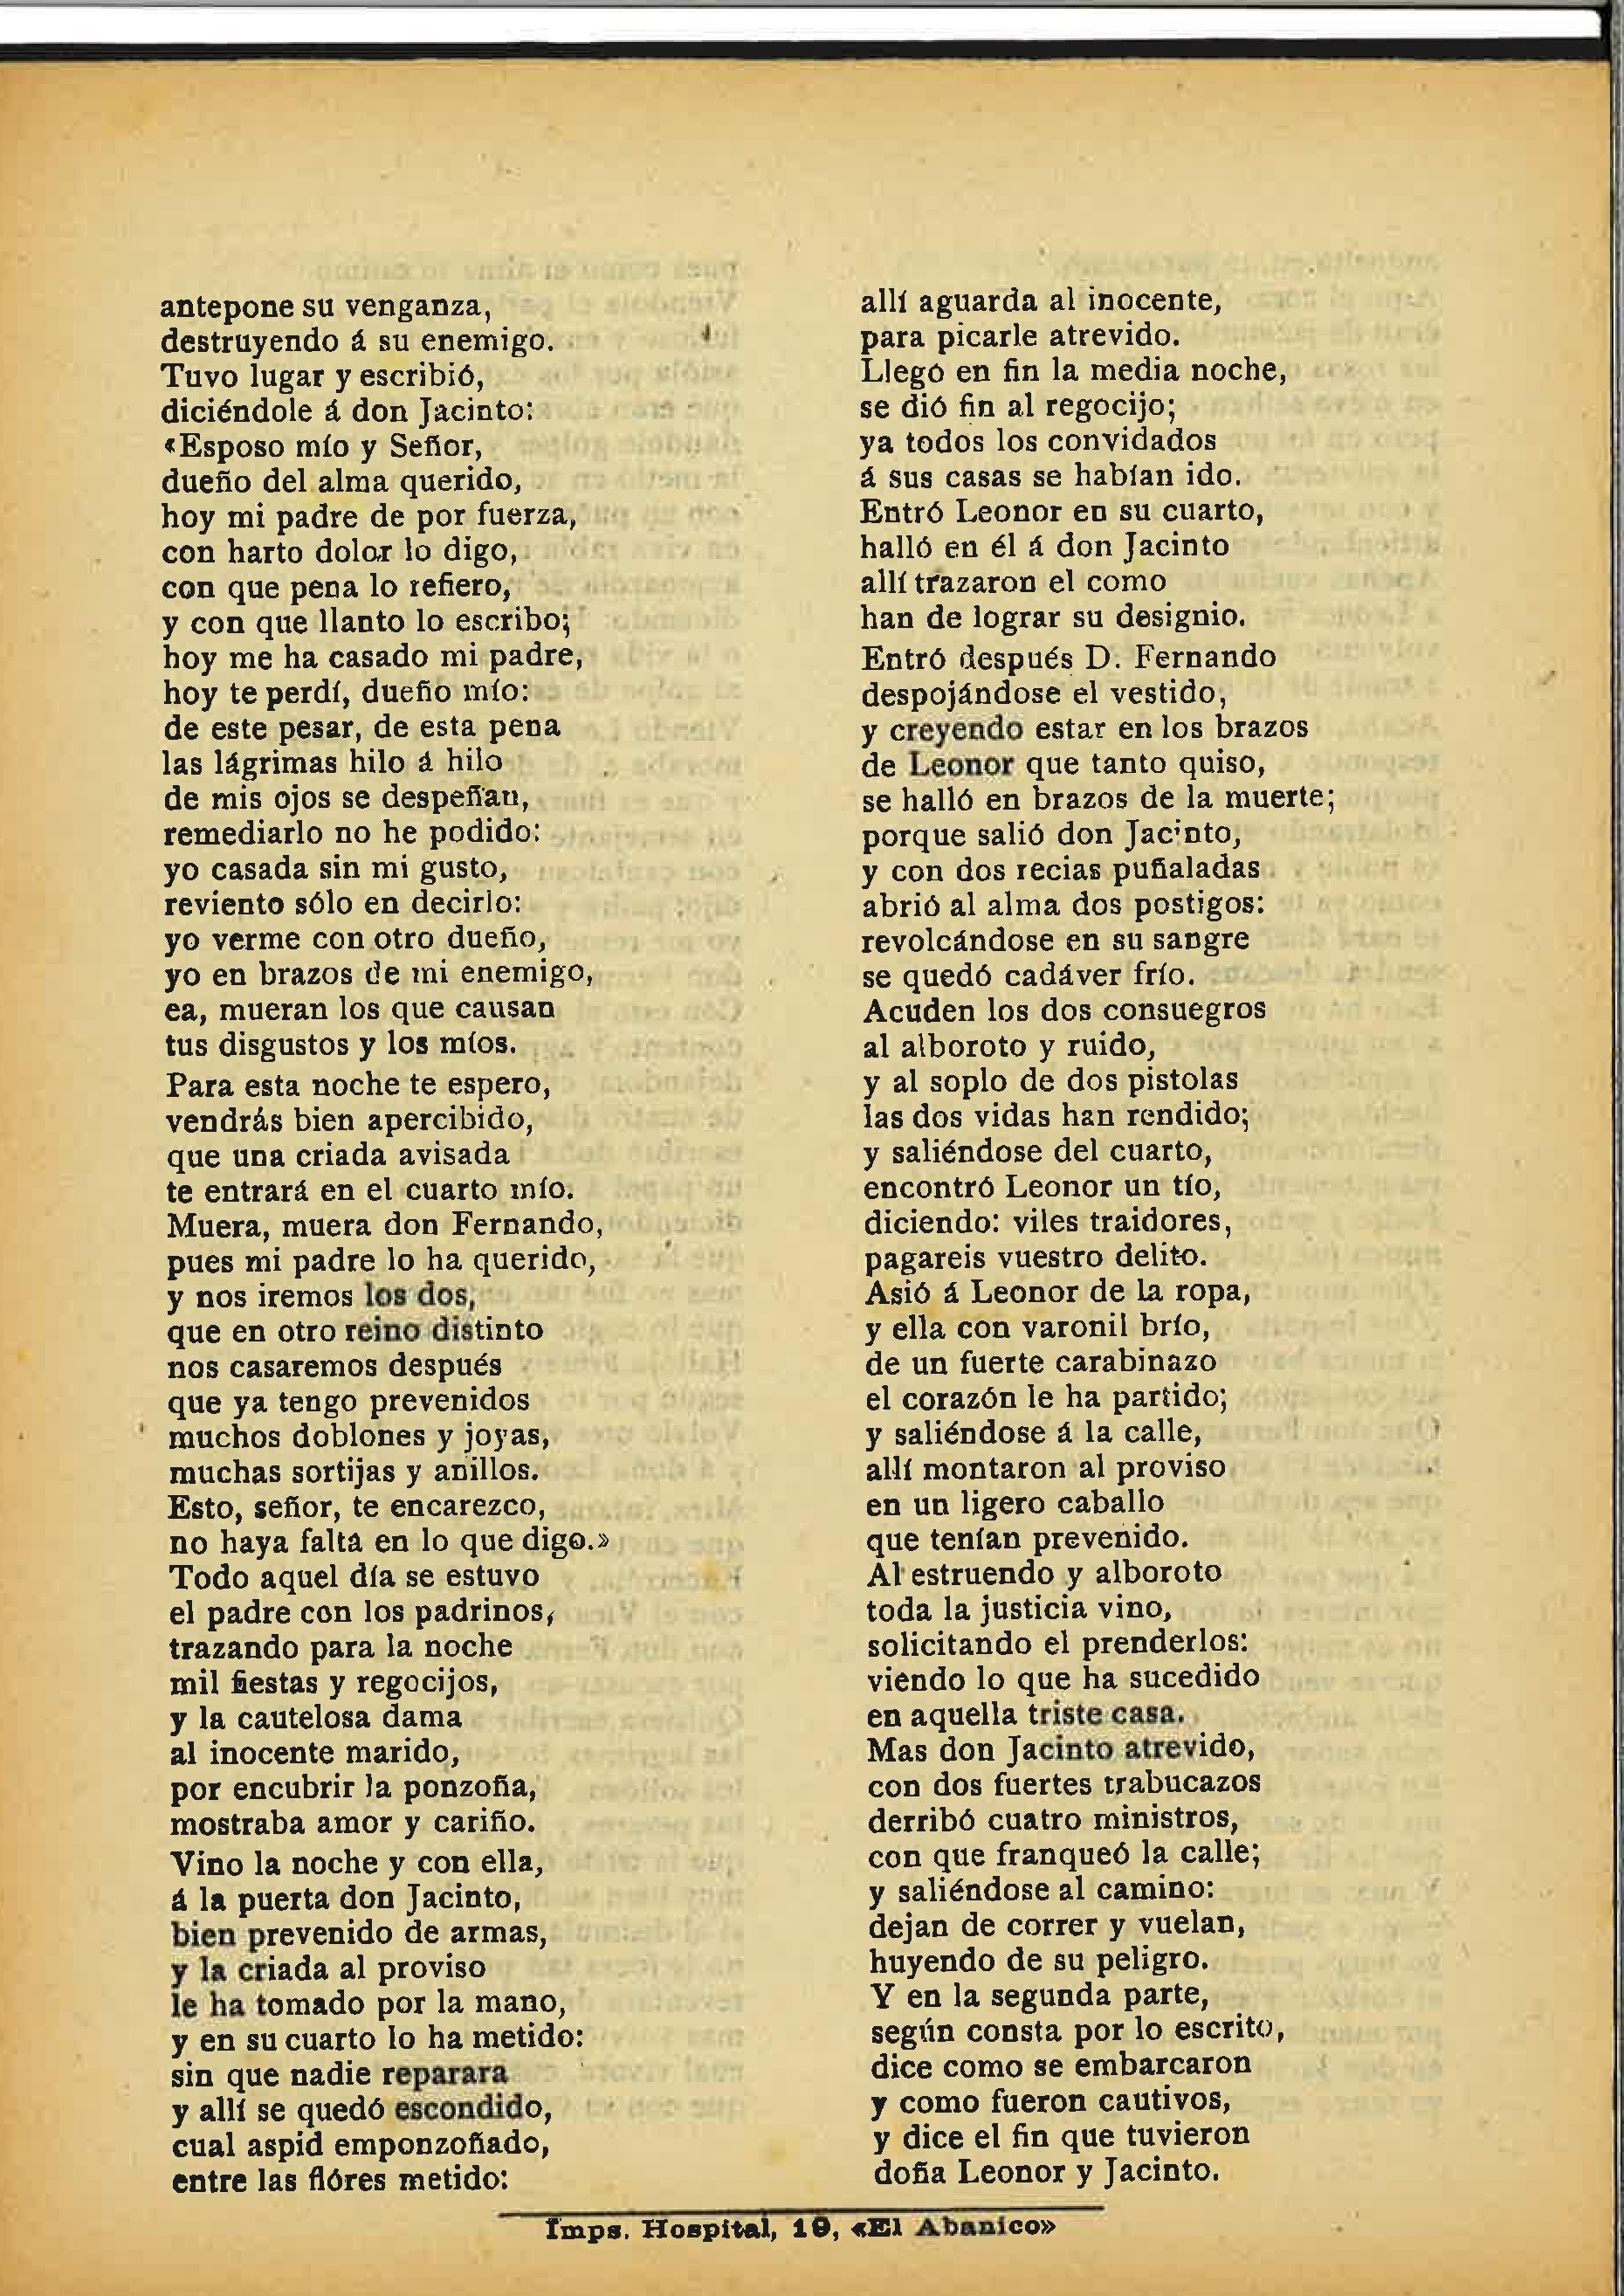 antepone su venganza,
destruyendo á su enemigo.
Tuvo lugar y escribió,
diciéndole á don Jacinto:
«Esposo mío y Señor,
dueño del alma querido,
hoy mi padre de por fuerza,
con harto dolor lo digo,
con que pena lo refiero,
y con que llanto lo escribo;
hoy me ha casado mi padre,
hoy te perdí, dueño mío:
de este pesar, de esta pena
las lágrimas hilo á hilo
de mis ojos se despeñan,
remediarlo no he podido:
yo casada sin mi gusto,
reviento sólo en decirlo:
yo verme con otro dueño,
yo en brazos de mi enemigo,
ea, mueran los que causan
tus disgustos y los míos.
Para esta noche te espero,
vendrás bien apercibido,
que una criada avisada
te entrará en el cuarto mío.
Muera, muera don Fernando,
pues mi padre lo ha querido,
y nos iremos los dos,
que en otro reino distinto
nos casaremos después
que ya tengo prevenidos
muchos doblones y joyas,
muchas sortijas y anillos.
Esto, señor, te encarezco,
no haya falta en lo que digo.»
Todo aquel día se estuvo
el padre con los padrinos,
trazando para la noche
mil fiestas y regocijos,
y la cautelosa dama
al inocente marido,
por encubrir la ponzoña,
mostraba amor y cariño.
Vino la noche y con ella,
á la puerta don Jacinto,
bien prevenido de armas,
y la criada al proviso
le ha tomado por la mano,
y en su cuarto lo ha metido:
sin que nadie reparara
y allí se quedó escondido,
cual aspid emponzoñado,
entre las flóres metido:
allí aguarda al inocente,
para picarle atrevido.
Llegó en fin la media noche,
se dió fin al regocijo;
ya todos los convidados
á sus casas se habían ido.
Entró Leonor en su cuarto,
halló en él á don Jacinto
allí trazaron el como
han de lograr su designio.
Entró después D. Fernando
despojándose el vestido,
y creyendo estar en los brazos
de Leonor que tanto quiso,
se halló en brazos de la muerte;
porque salió don Jacinto,
y con dos recias puñaladas
abrió al alma dos postigos:
revolcándose en su sangre
se quedó cadáver frío.
Acuden los dos consuegros
al alboroto y ruido,
y al soplo de dos pistolas
las dos vidas han rendido;
y saliéndose del cuarto,
encontró Leonor un tío,
diciendo: viles traidores,
pagareis vuestro delito.
Asió á Leonor de la ropa,
y ella con varonil brío,
de un fuerte carabinazo
el corazón le ha partido;
y saliéndose á la calle,
allí montaron al proviso
en un ligero caballo
que tenían prevenido.
Al estruendo y alboroto
toda la justicia vino,
solicitando el prenderlos:
viendo lo que ha sucedido
en aquella triste casa.
Mas don Jacinto atrevido,
con dos fuertes trabucazos
derribó cuatro ministros,
con que franqueó la calle;
y saliéndose al camino:
dejan de correr y vuelan,
huyendo de su peligro.
Y en la segunda parte,
según consta por lo escrito,
dice como se embarcaron
y como fueron cautivos,
y dice el fin que tuvieron
doña Leonor y Jacinto.
Imps. Hospital, 19, «El Abanico»